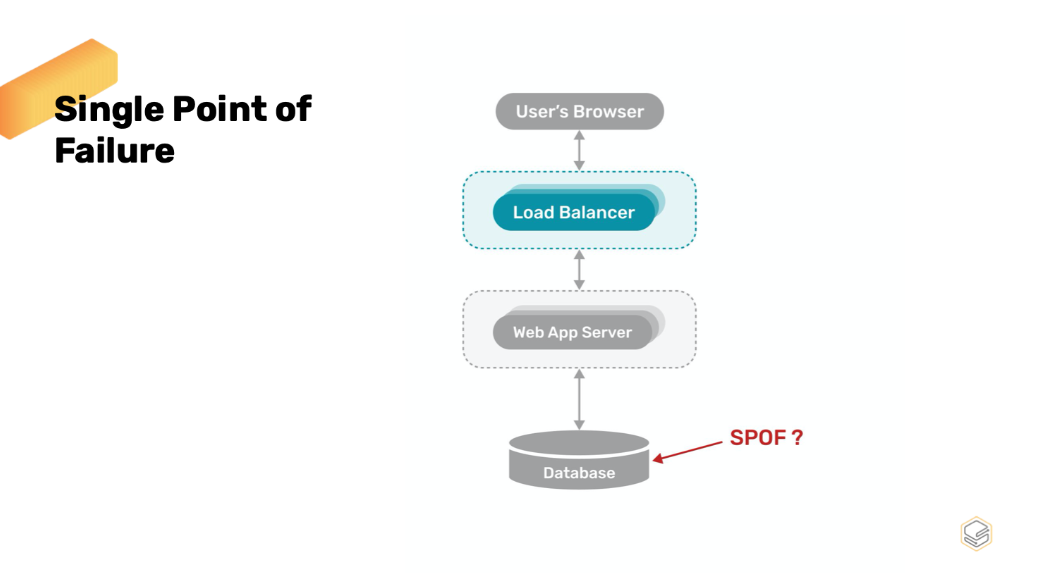 Single Point of
Failure
User's Browser
Load Balancer
Web App Server
SPOF ?
Database